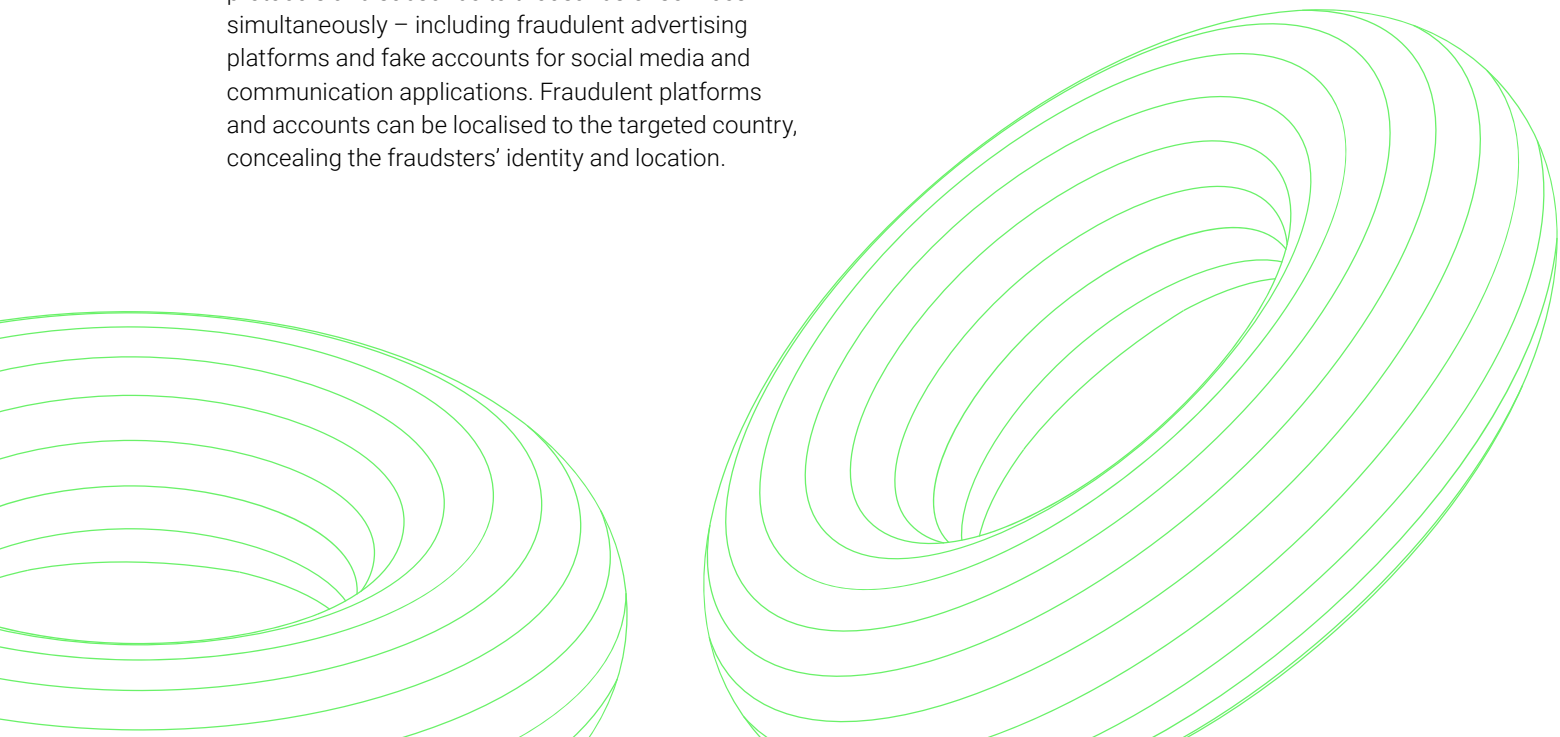 simultaneously – including fraudulent advertising
platforms and fake accounts for social media and
communication applications. Fraudulent platforms
and accounts can be localised to the targeted country,
concealing the fraudsters’ identity and location.